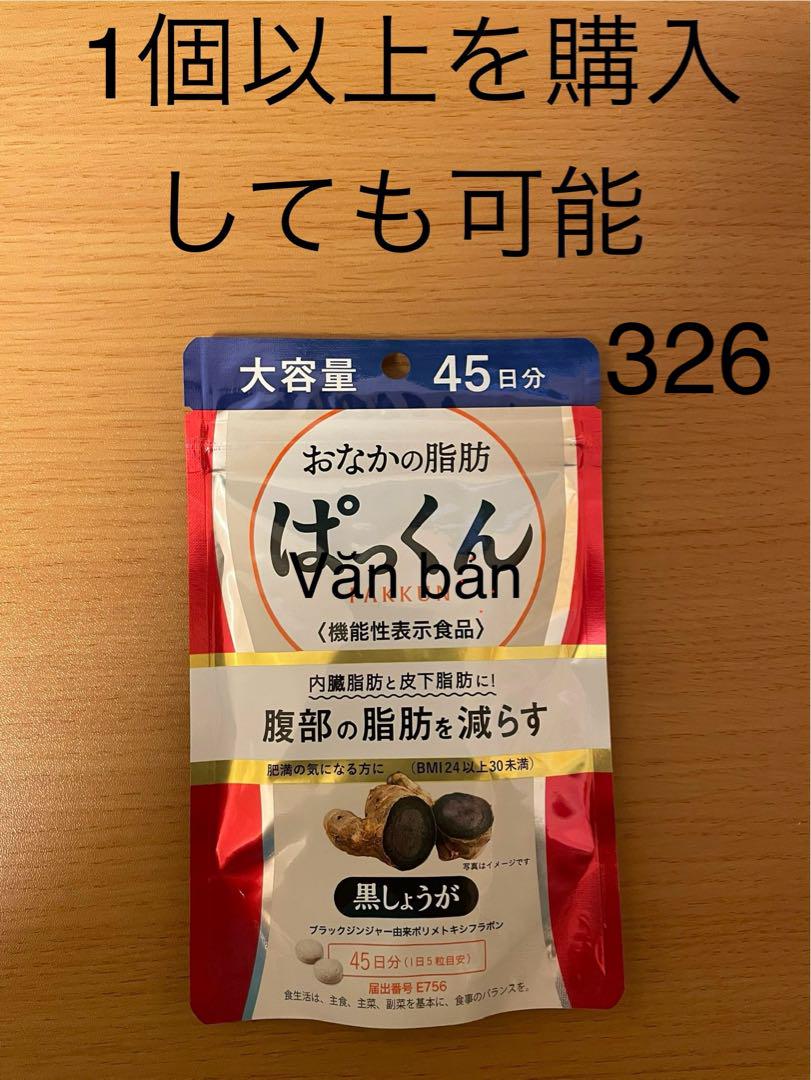 1個以上を購入
しても可能
326
大容量 45日分
おなかの脂肪
ぱっくん
Văn bản
PAKKUN
〈機能性表示食品〉
内臓脂肪と皮下脂肪に!
腹部の脂肪を減らす
肥満の気になる方に (BMI24以上30未満)
写真はイメージです
黒しょうが
ブラックジンジャー由来ポリメトキシフラボン
45日分(1日5粒目安)
届出番号 E756
食生活は、主食、主菜、副菜を基本に、食事のバランスを。